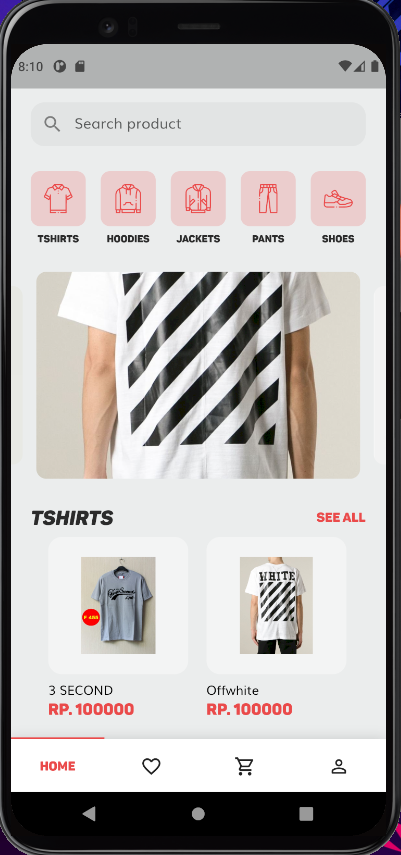 8:10
Search product
TSHIRTS HOODIES JACKETS PANTS SHOES
TSHIRTS SEE ALL
WHITE
3 SECOND Offwhite
RP. 100000 RP. 100000
HOME